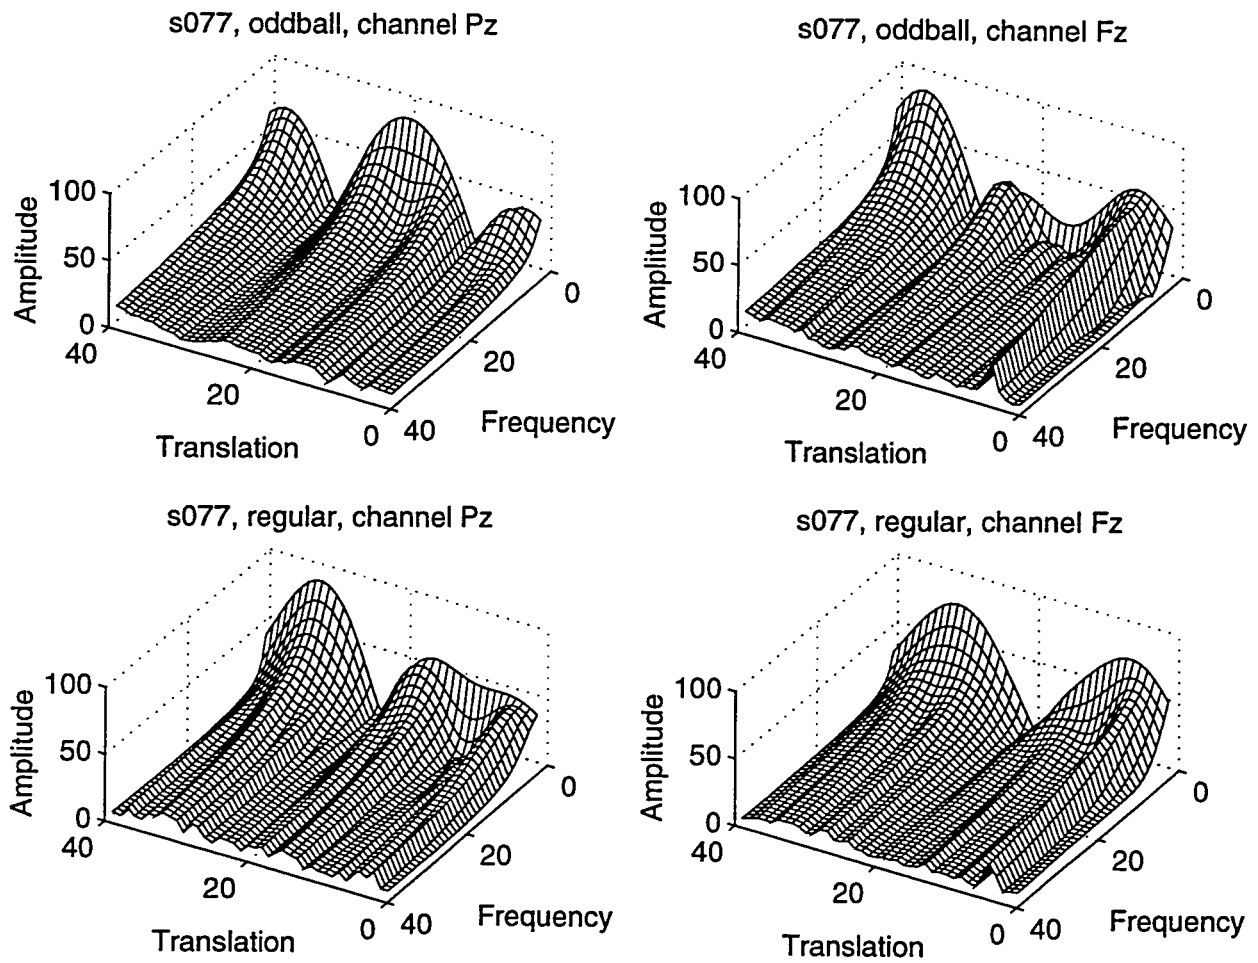 s077, oddball, channel Pz
100
50
0
Amplitude
40
20
0
Translation
40
20
0
Frequency
s077, oddball, channel Fz
100
50
0
Amplitude
40
20
0
Translation
40
20
0
Frequency
s077, regular, channel Pz
100
50
0
Amplitude
40
20
0
Translation
40
20
0
Frequency
s077, regular, channel Fz
100
50
0
Amplitude
40
20
0
Translation
40
20
0
Frequency